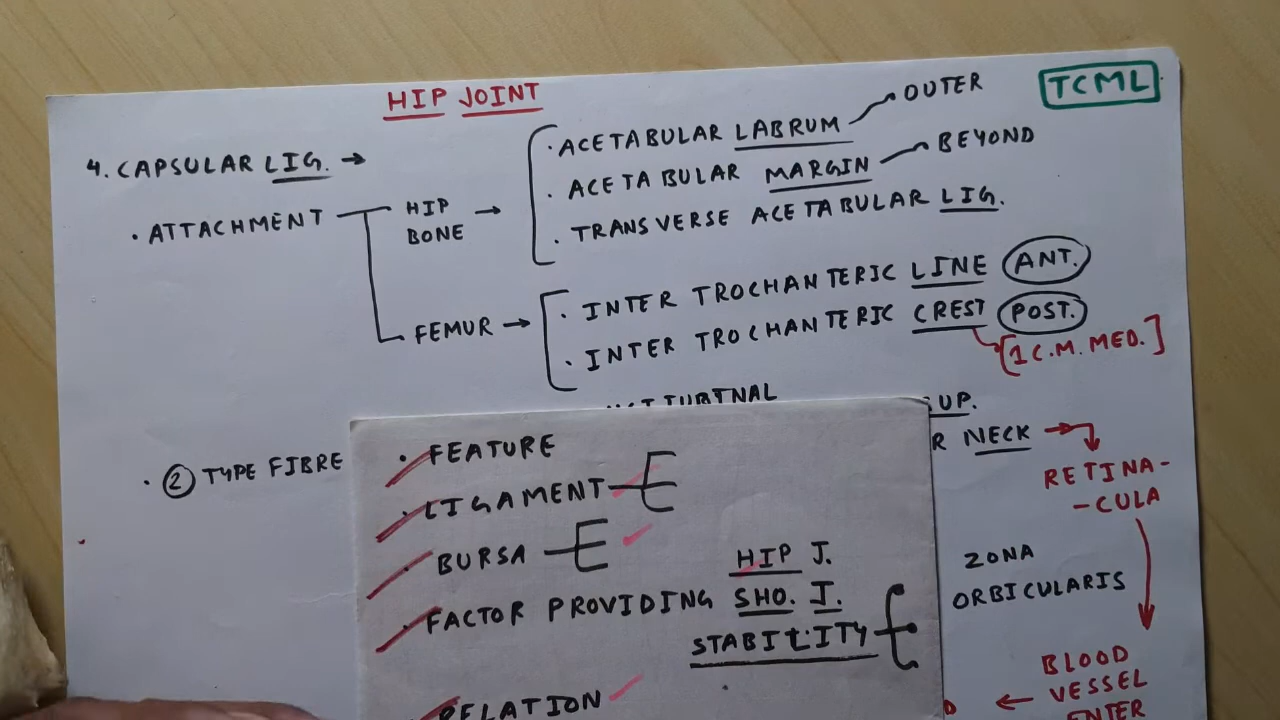 HIP JOINT
TCML
4. CAPSULAR LIG. →
· ATTACHMENT
HIP BONE →
· ACETABULAR LABRUM OUTER
· ACETABULAR MARGIN BEYOND
· TRANSVERSE ACETABULAR LIG.
FEMUR →
· INTER TROCHANTERIC LINE ANT.
· INTER TROCHANTERIC CREST POST.
[1 C.M. MED.]
UP.
· 2 TYPE FIBRE
NECK →
RETINA-
-CULA
ZONA
ORBICULARIS
BLOOD
VESSEL
ENTER
· FEATURE
· LIGAMENT
· BURSA
HIP J.
· FACTOR PROVIDING SHO. J.
STABILITY
RELATION